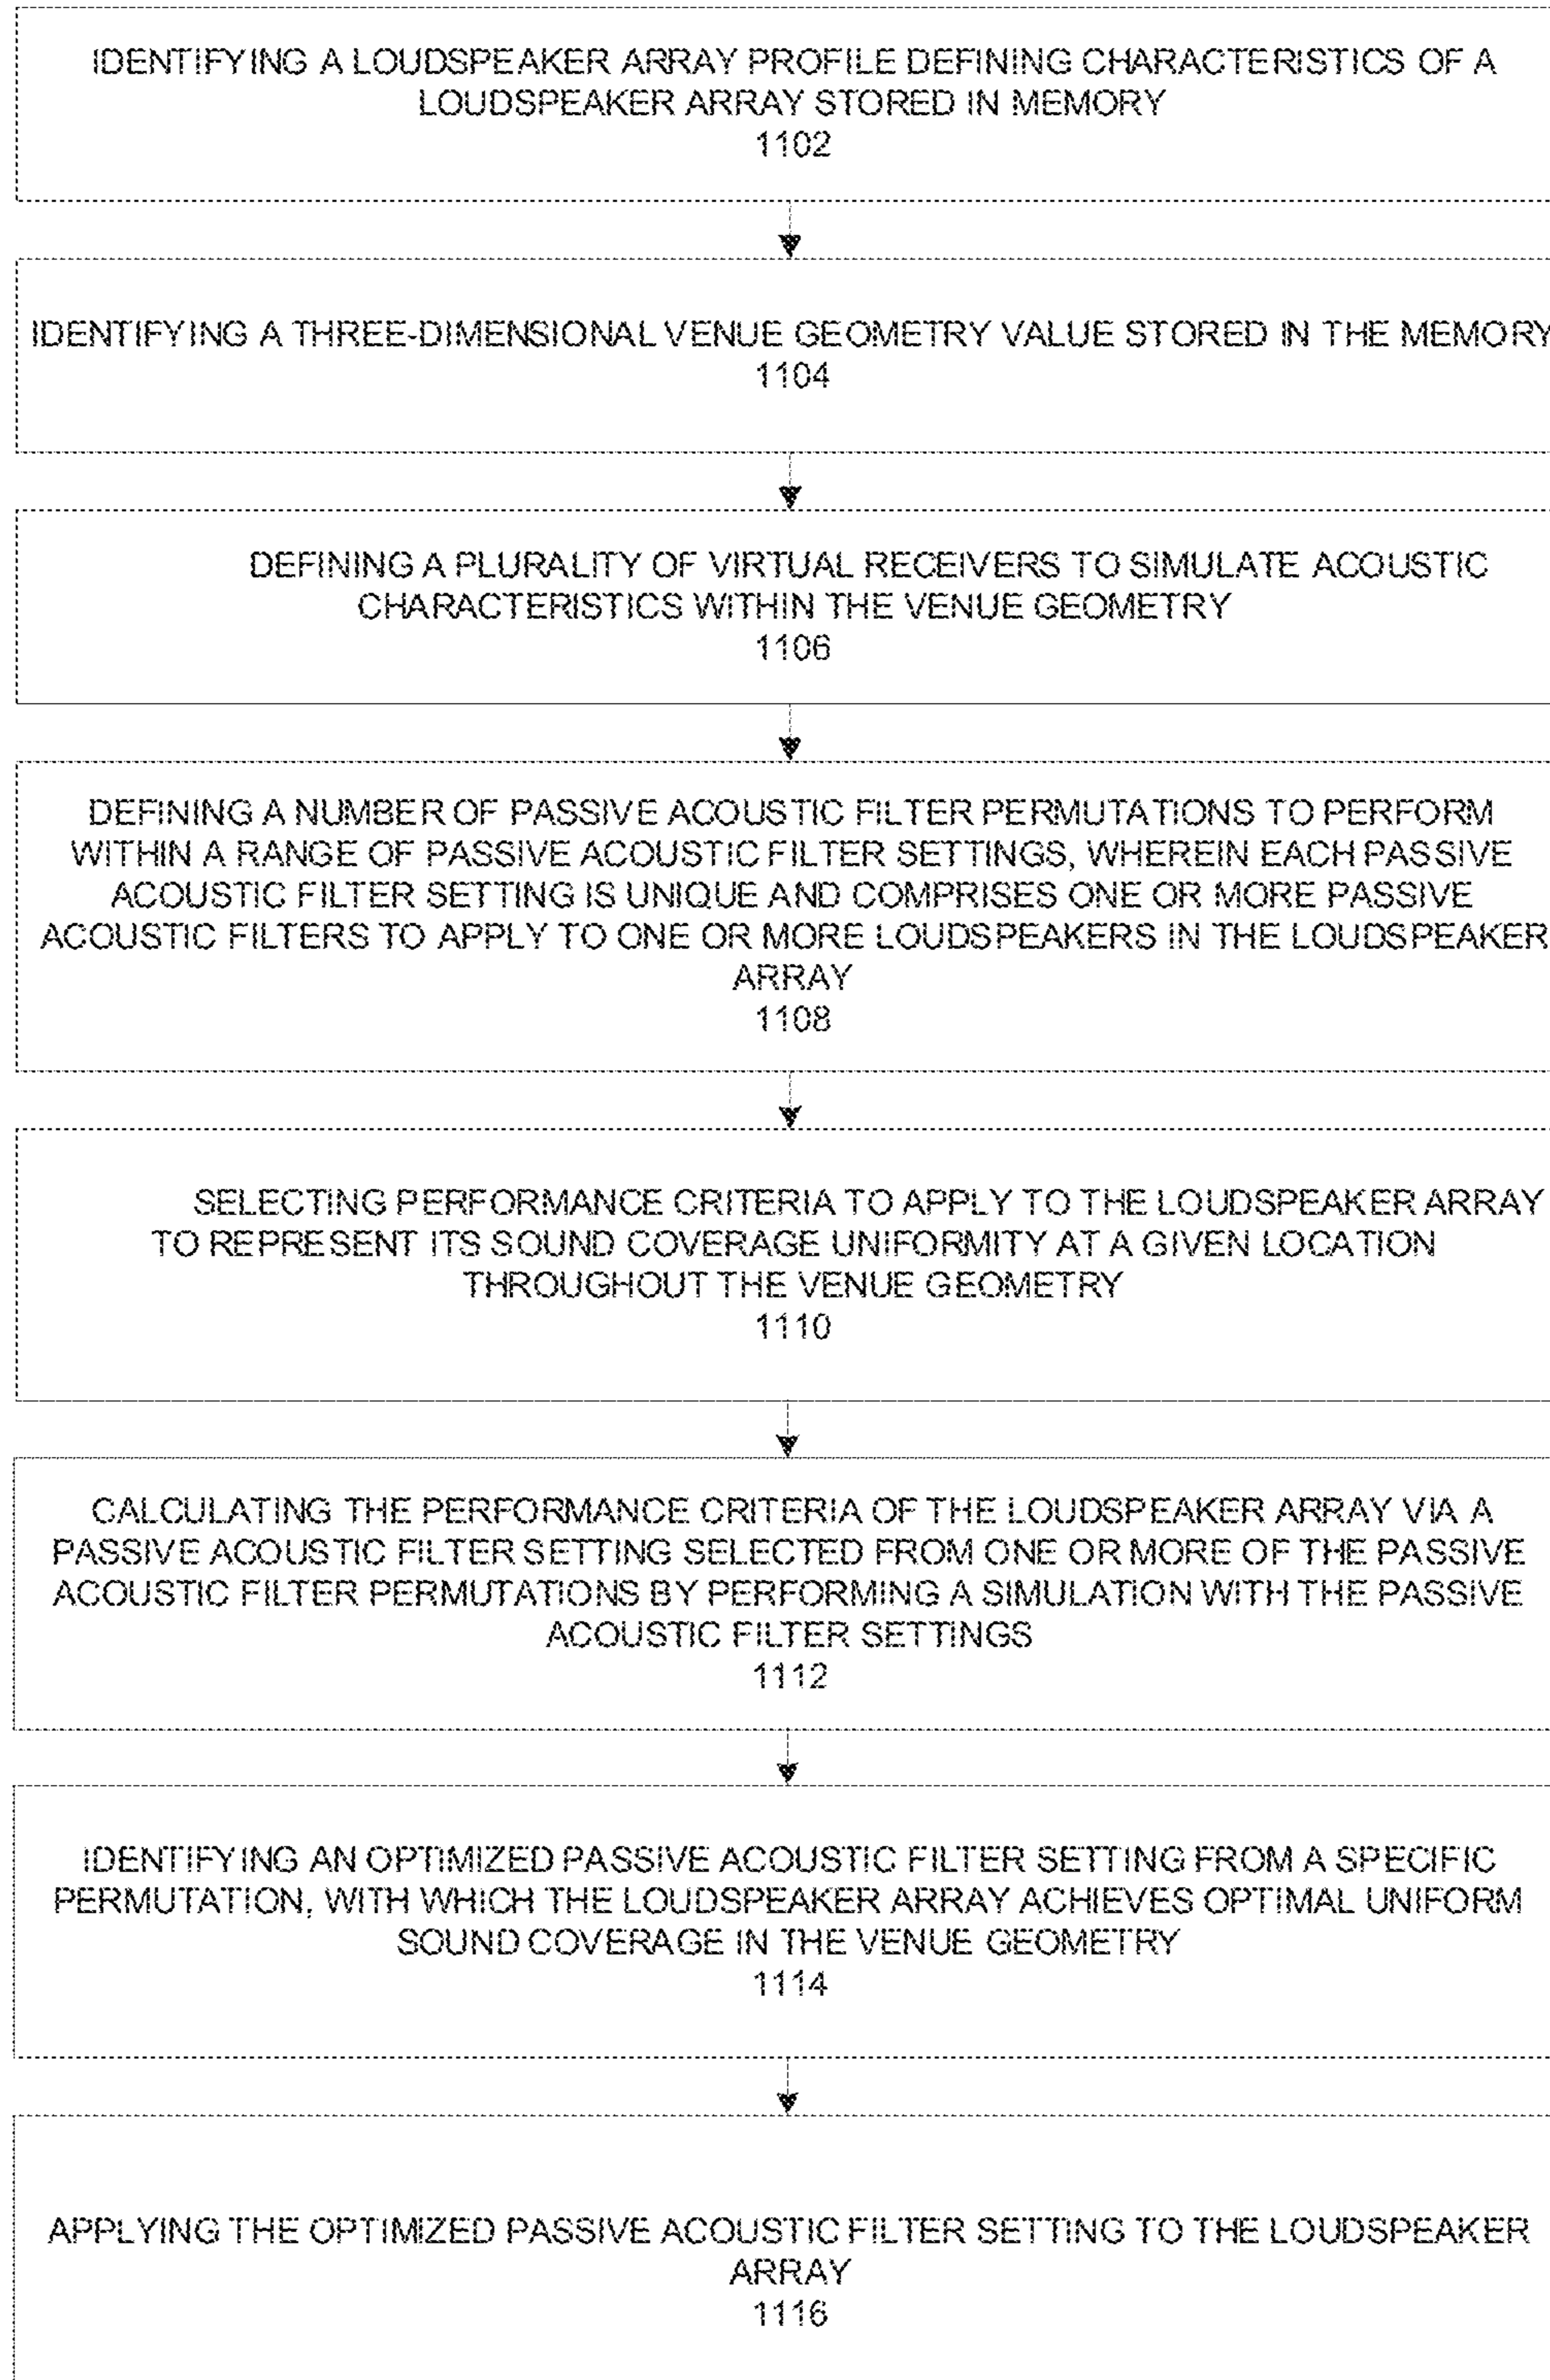 IDENTIFYING A LOUDSPEAKER ARRAY PROFILE DEFINING CHARACTERISTICS OF A
LOUDSPEAKER ARRAY STORED IN MEMORY
1102
IDENTIFYING A THREE-DIMENSIONAL VENUE GEOMETRY VALUE STORED IN THE MEMORY
1104
DEFINING A PLURALITY OF VIRTUAL RECEIVERS TO SIMULATE ACOUSTIC
CHARACTERISTICS WITHIN THE VENUE GEOMETRY
1106
DEFINING A NUMBER OF PASSIVE ACOUSTIC FILTER PERMUTATIONS TO PERFORM
WITHIN A RANGE OF PASSIVE ACOUSTIC FILTER SETTINGS, WHEREIN EACH PASSIVE
ACOUSTIC FILTER SETTING IS UNIQUE AND COMPRISES ONE OR MORE PASSIVE
ACOUSTIC FILTERS TO APPLY TO ONE OR MORE LOUDSPEAKERS IN THE LOUDSPEAKER
ARRAY
1108
SELECTING PERFORMANCE CRITERIA TO APPLY TO THE LOUDSPEAKER ARRAY
TO REPRESENT ITS SOUND COVERAGE UNIFORMITY AT A GIVEN LOCATION
THROUGHOUT THE VENUE GEOMETRY
1110
CALCULATING THE PERFORMANCE CRITERIA OF THE LOUDSPEAKER ARRAY VIA A
PASSIVE ACOUSTIC FILTER SETTING SELECTED FROM ONE OR MORE OF THE PASSIVE
ACOUSTIC FILTER PERMUTATIONS BY PERFORMING A SIMULATION WITH THE PASSIVE
ACOUSTIC FILTER SETTINGS
1112
IDENTIFYING AN OPTIMIZED PASSIVE ACOUSTIC FILTER SETTING FROM A SPECIFIC
PERMUTATION, WITH WHICH THE LOUDSPEAKER ARRAY ACHIEVES OPTIMAL UNIFORM
SOUND COVERAGE IN THE VENUE GEOMETRY
1114
APPLYING THE OPTIMIZED PASSIVE ACOUSTIC FILTER SETTING TO THE LOUDSPEAKER
ARRAY
1116